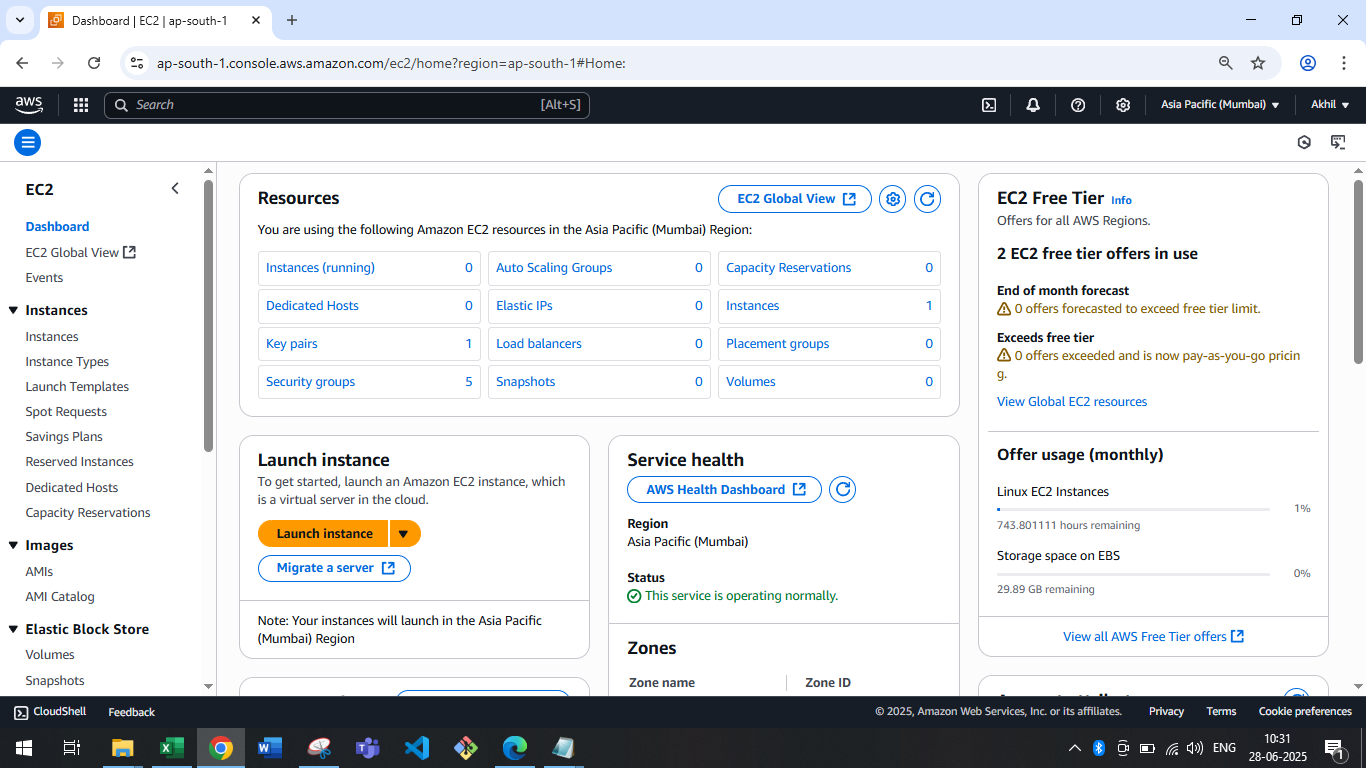 Dashboard | EC2 | ap-south-1
ap-south-1.console.aws.amazon.com/ec2/home?region=ap-south-1#Home:
aws
Search
[Alt+S]
Asia Pacific (Mumbai)
Akhil
EC2
Dashboard
EC2 Global View
Events
Instances
Instances
Instance Types
Launch Templates
Spot Requests
Savings Plans
Reserved Instances
Dedicated Hosts
Capacity Reservations
Images
AMIs
AMI Catalog
Elastic Block Store
Volumes
Snapshots
Resources
EC2 Global View
You are using the following Amazon EC2 resources in the Asia Pacific (Mumbai) Region:
Instances (running) 0
Auto Scaling Groups 0
Capacity Reservations 0
Dedicated Hosts 0
Elastic IPs 0
Instances 1
Key pairs 1
Load balancers 0
Placement groups 0
Security groups 5
Snapshots 0
Volumes 0
Launch instance
To get started, launch an Amazon EC2 instance, which
is a virtual server in the cloud.
Launch instance
Migrate a server
Note: Your instances will launch in the Asia Pacific
(Mumbai) Region
Service health
AWS Health Dashboard
Region
Asia Pacific (Mumbai)
Status
This service is operating normally.
Zones
Zone name
Zone ID
EC2 Free Tier Info
Offers for all AWS Regions.
2 EC2 free tier offers in use
End of month forecast
0 offers forecasted to exceed free tier limit.
Exceeds free tier
0 offers exceeded and is now pay-as-you-go pricin
g.
View Global EC2 resources
Offer usage (monthly)
Linux EC2 Instances
1%
743.801111 hours remaining
Storage space on EBS
0%
29.89 GB remaining
View all AWS Free Tier offers
CloudShell
Feedback
© 2025, Amazon Web Services, Inc. or its affiliates.
Privacy
Terms
Cookie preferences
ENG
10:31
28-06-2025
1